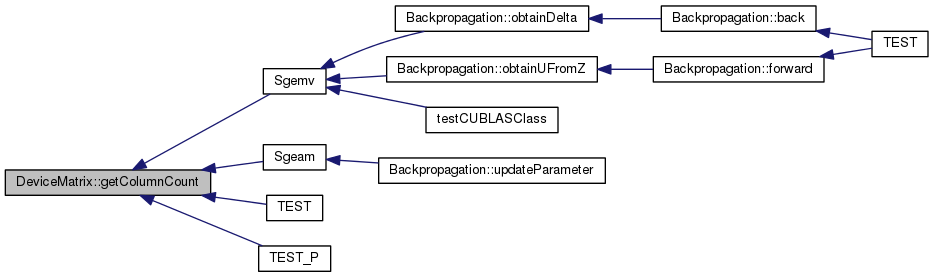 Backpropagation::obtainDelta
Backpropagation::back
TEST
Backpropagation::obtainUFromZ
Backpropagation::forward
Sgemv
testCUBLASClass
Sgeam
Backpropagation::updateParameter
DeviceMatrix::getColumnCount
TEST
TEST_P